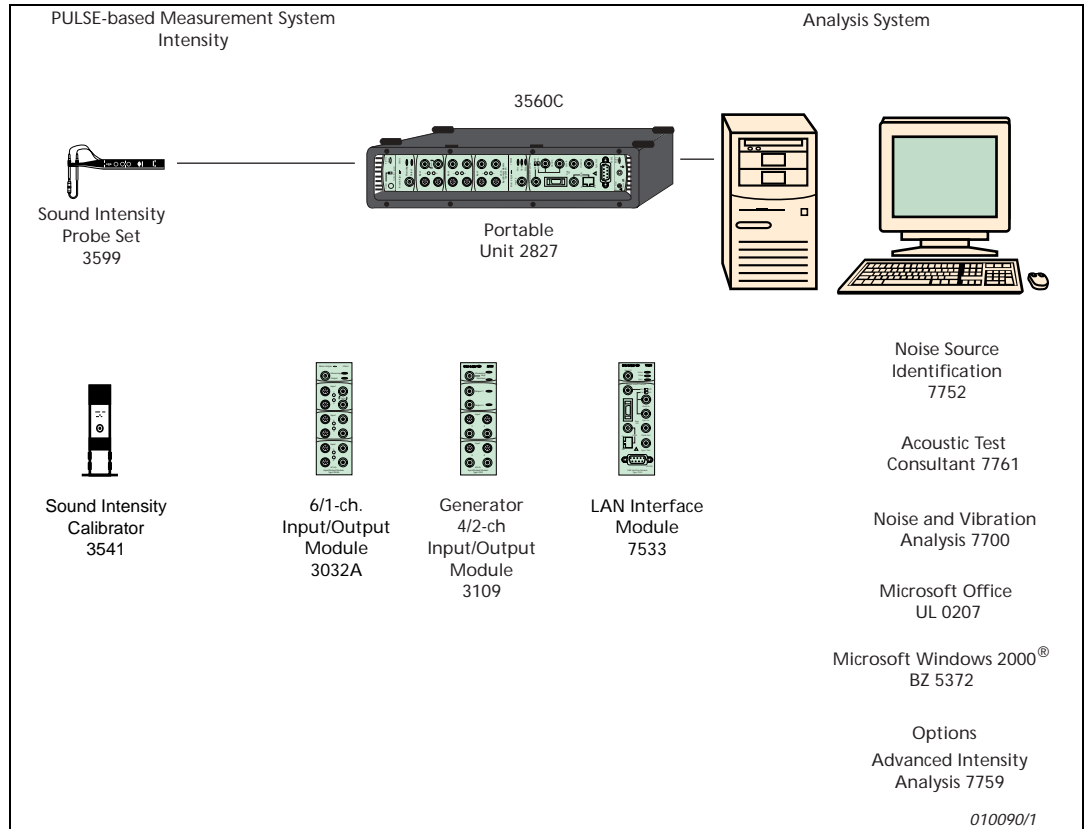 PULSE-based Measurement System
Intensity
Analysis System
3560C
Sound Intensity
Probe Set
3599
Portable
Unit 2827
Sound Intensity
Calibrator
3541
6/1-ch.
Input/Output
Module
3032A
Generator
4/2-ch
Input/Output
Module
3109
LAN Interface
Module
7533
Noise Source
Identification
7752
Acoustic Test
Consultant 7761
Noise and Vibration
Analysis 7700
Microsoft Office
UL 0207
Microsoft Windows 2000®
BZ 5372
Options
Advanced Intensity
Analysis 7759
010090/1